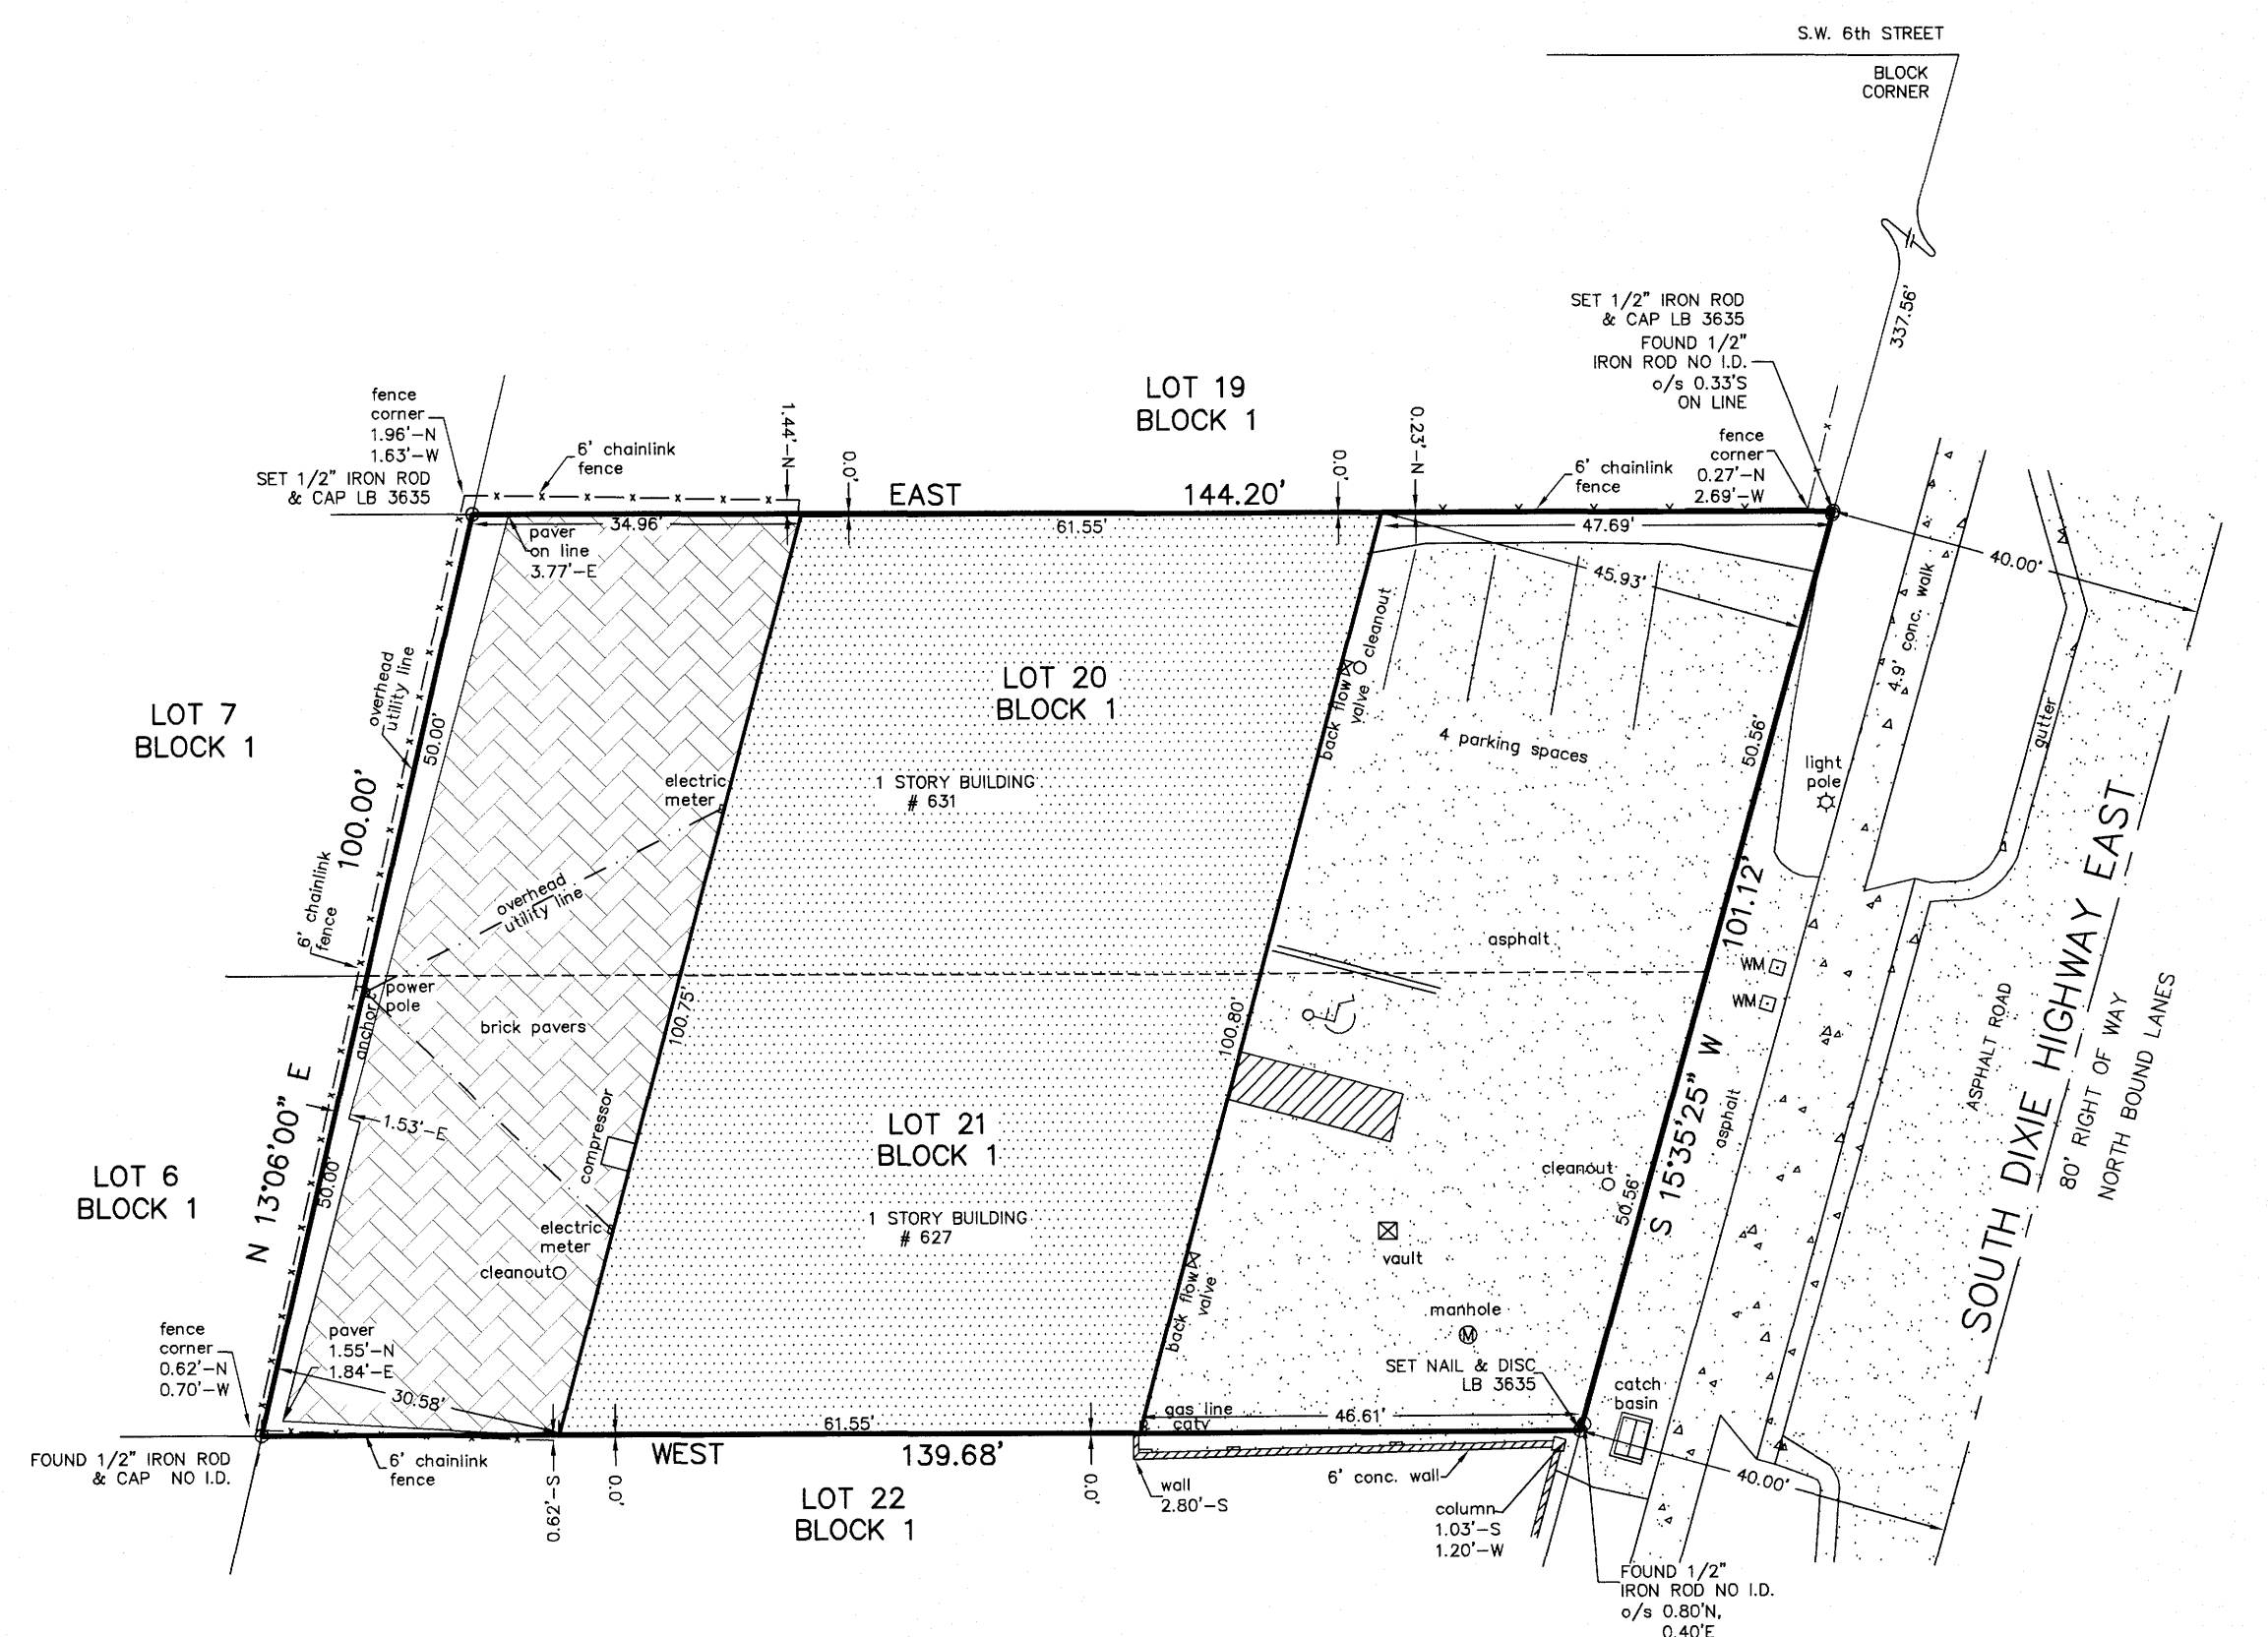 S.W. 6th STREET
BLOCK
CORNER
337.56'
SET 1/2" IRON ROD
& CAP LB 3635
FOUND 1/2"
IRON ROD NO I.D.
o/s 0.33'S
ON LINE
fence
corner
0.27'-N
2.69'-W
LOT 19
BLOCK 1
fence
corner
1.96'-N
1.63'-W
SET 1/2" IRON ROD
& CAP LB 3635
6' chainlink
fence
1.44'-N
0.0'
EAST
144.20'
0.0'
0.23'-N
6' chainlink
fence
34.96'
61.55'
47.69'
paver
on line
3.77'-E
45.93'
40.00'
4.9' conc. walk
gutter
overhead
utility line
50.00'
LOT 7
BLOCK 1
100.00'
6' chainlink
fence
LOT 20
BLOCK 1
1 STORY BUILDING
# 631
electric
meter
overhead
utility line
back flow
valve
cleanout
4 parking spaces
50.56'
light
pole
asphalt
101.12'
WM
WM
power
pole
anchor
brick pavers
100.75'
100.80'
N 13°06'00" E
1.53'-E
50.00'
compressor
LOT 6
BLOCK 1
LOT 21
BLOCK 1
1 STORY BUILDING
# 627
electric
meter
cleanout
back flow
valve
cleanout
50.56'
S 15°35'25" W
asphalt
vault
manhole
M
SET NAIL & DISC
LB 3635
catch
basin
ASPHALT ROAD
SOUTH DIXIE HIGHWAY EAST
80' RIGHT OF WAY
NORTH BOUND LANES
fence
corner
0.62'-N
0.70'-W
paver
1.55'-N
1.84'-E
30.58'
61.55'
gas line
catv
46.61'
FOUND 1/2" IRON ROD
& CAP NO I.D.
6' chainlink
fence
0.62'-S
0.0'
WEST
139.68'
0.0'
LOT 22
BLOCK 1
wall
2.80'-S
6' conc. wall
column
1.03'-S
1.20'-W
40.00'
FOUND 1/2"
IRON ROD NO I.D.
o/s 0.80'N,
0.40'E